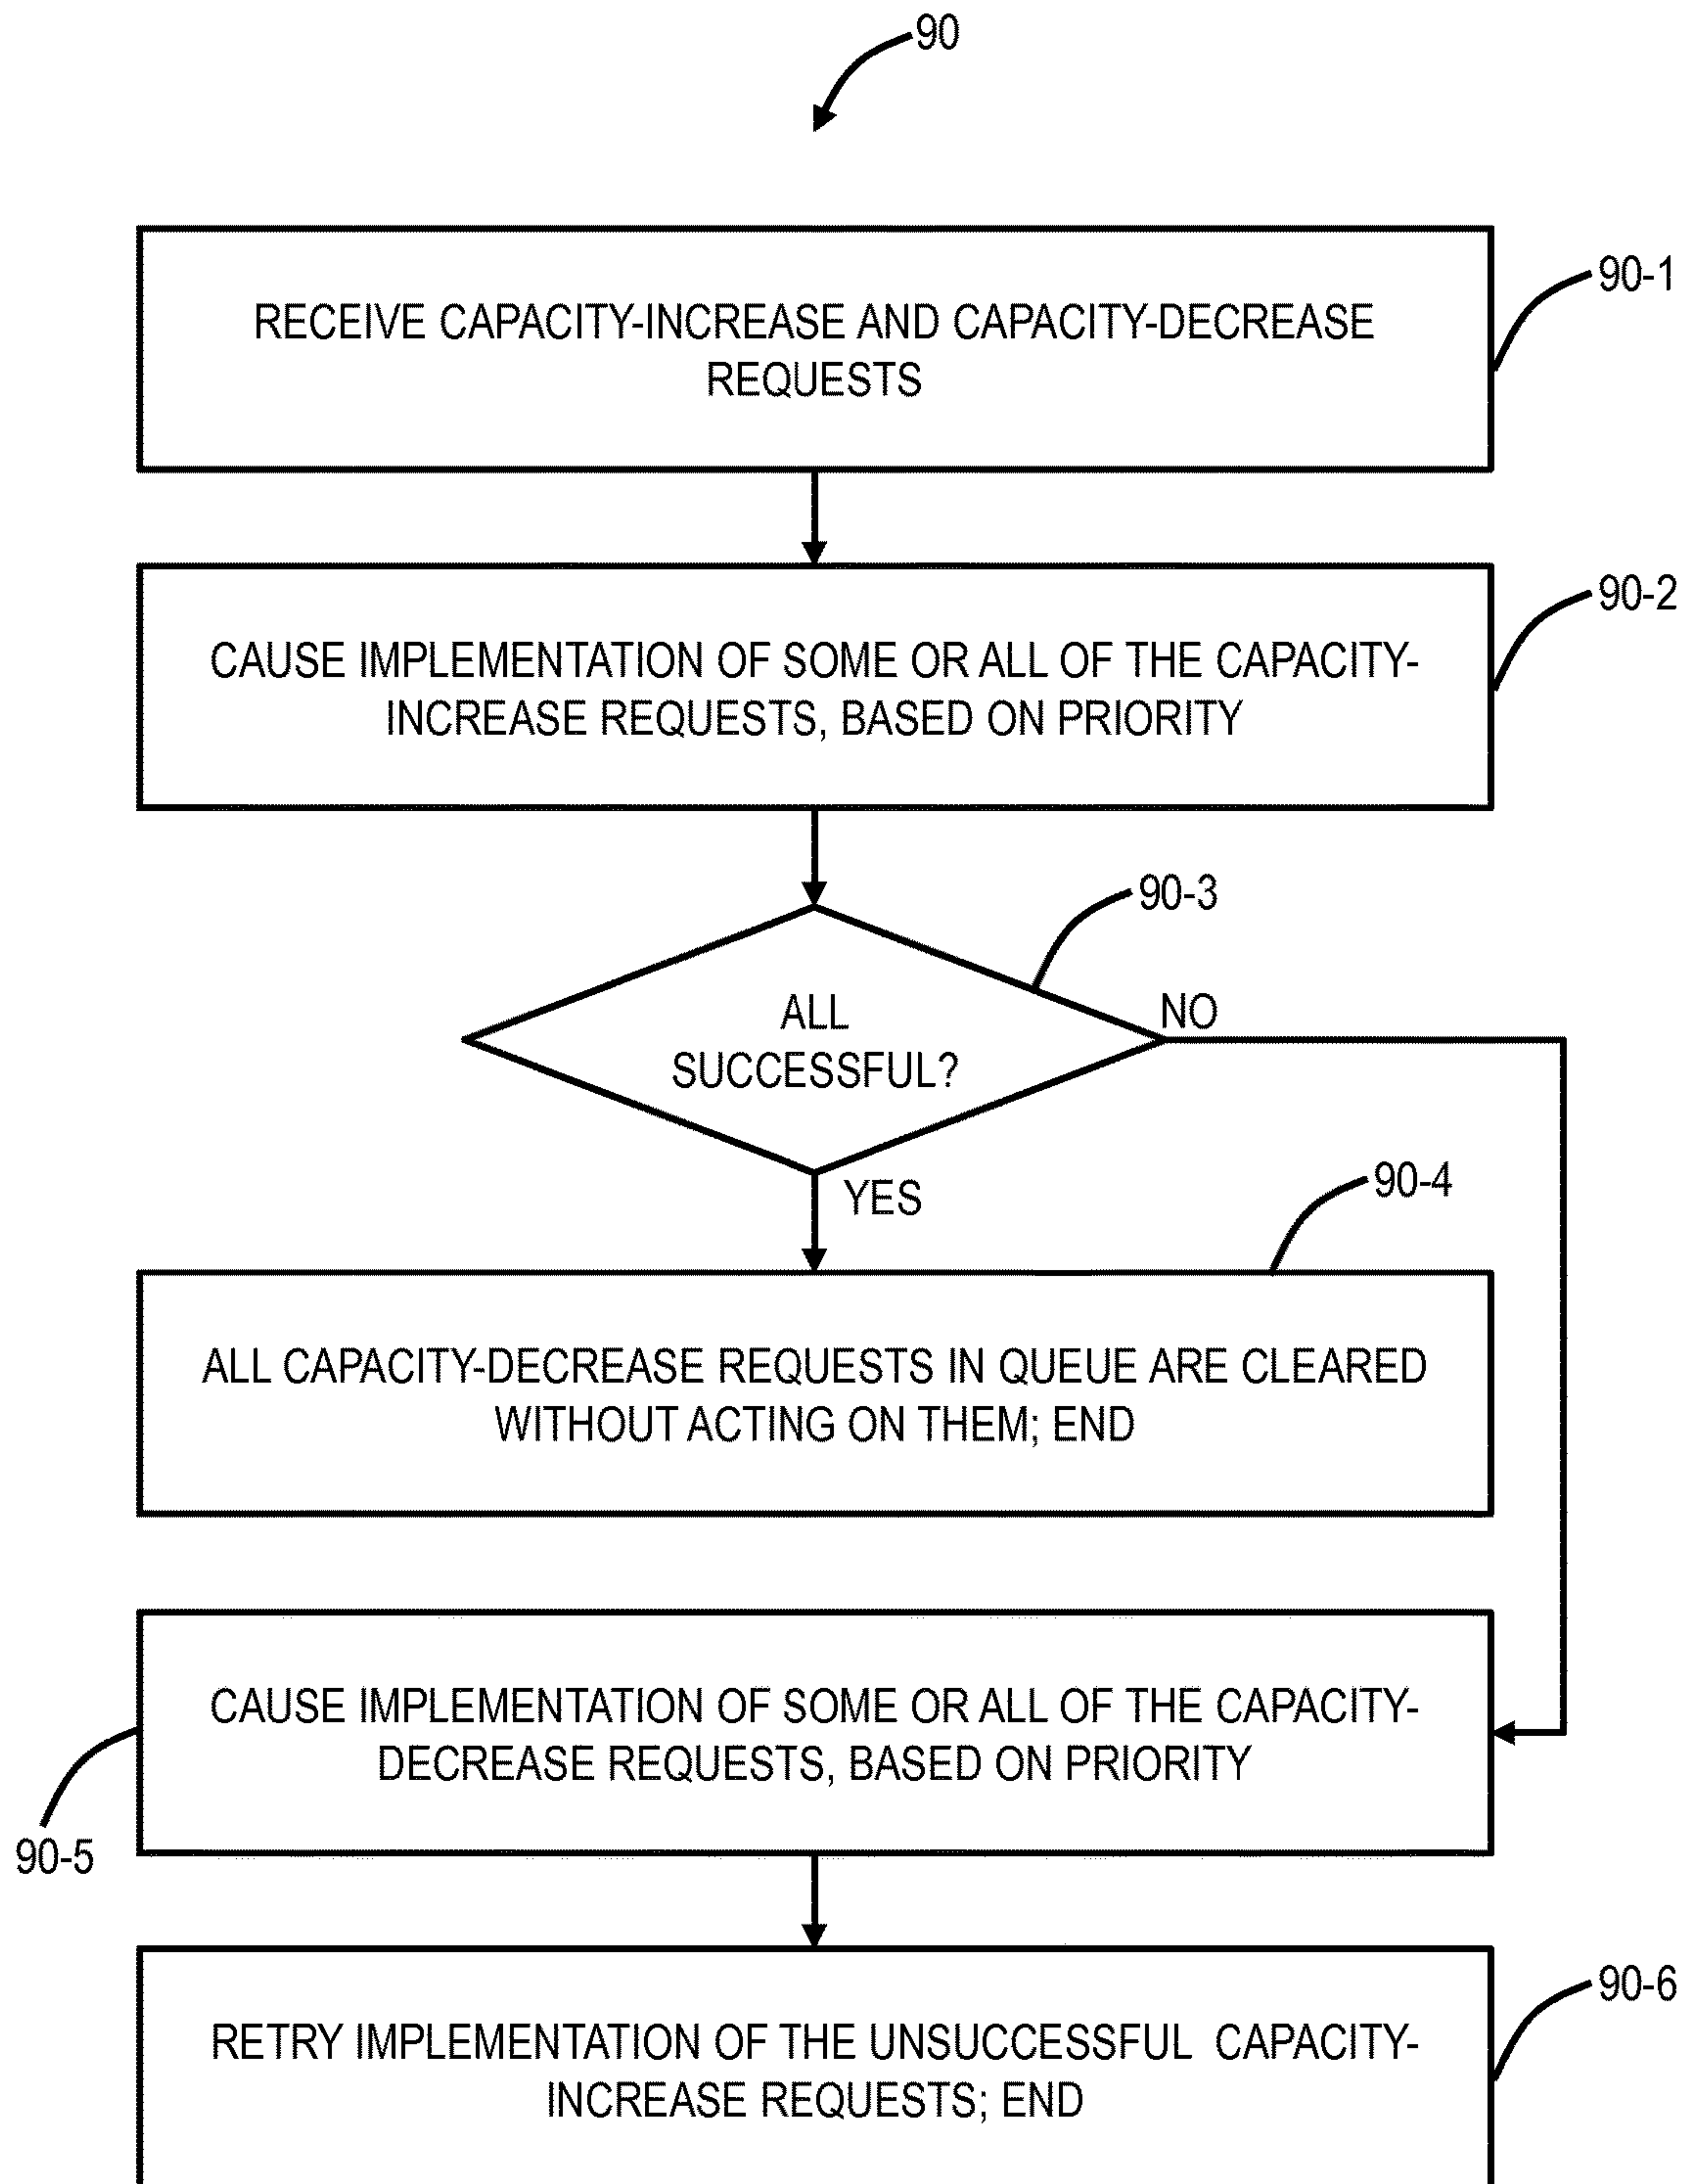 90
90-1
RECEIVE CAPACITY-INCREASE AND CAPACITY-DECREASE
REQUESTS
90-2
CAUSE IMPLEMENTATION OF SOME OR ALL OF THE CAPACITY-
INCREASE REQUESTS, BASED ON PRIORITY
90-3
ALL
SUCCESSFUL?
NO
YES
90-4
ALL CAPACITY-DECREASE REQUESTS IN QUEUE ARE CLEARED
WITHOUT ACTING ON THEM; END
CAUSE IMPLEMENTATION OF SOME OR ALL OF THE CAPACITY-
DECREASE REQUESTS, BASED ON PRIORITY
90-5
90-6
RETRY IMPLEMENTATION OF THE UNSUCCESSFUL CAPACITY-
INCREASE REQUESTS; END